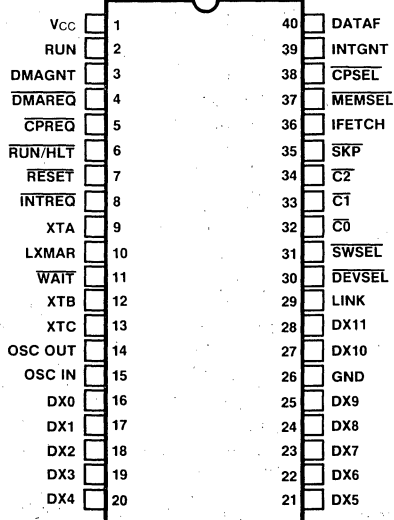 VCC 1 40 DATAF
RUN 2 39 INTGNT
DMAGNT 3 38 CPSEL
DMAREQ 4 37 MEMSEL
CPREQ 5 36 IFETCH
RUN/HLT 6 35 SKP
RESET 7 34 C2
INTREQ 8 33 C1
XTA 9 32 C0
LXMAR 10 31 SWSEL
WAIT 11 30 DEVSEL
XTB 12 29 LINK
XTC 13 28 DX11
OSC OUT 14 27 DX10
OSC IN 15 26 GND
DX0 16 25 DX9
DX1 17 24 DX8
DX2 18 23 DX7
DX3 19 22 DX6
DX4 20 21 DX5